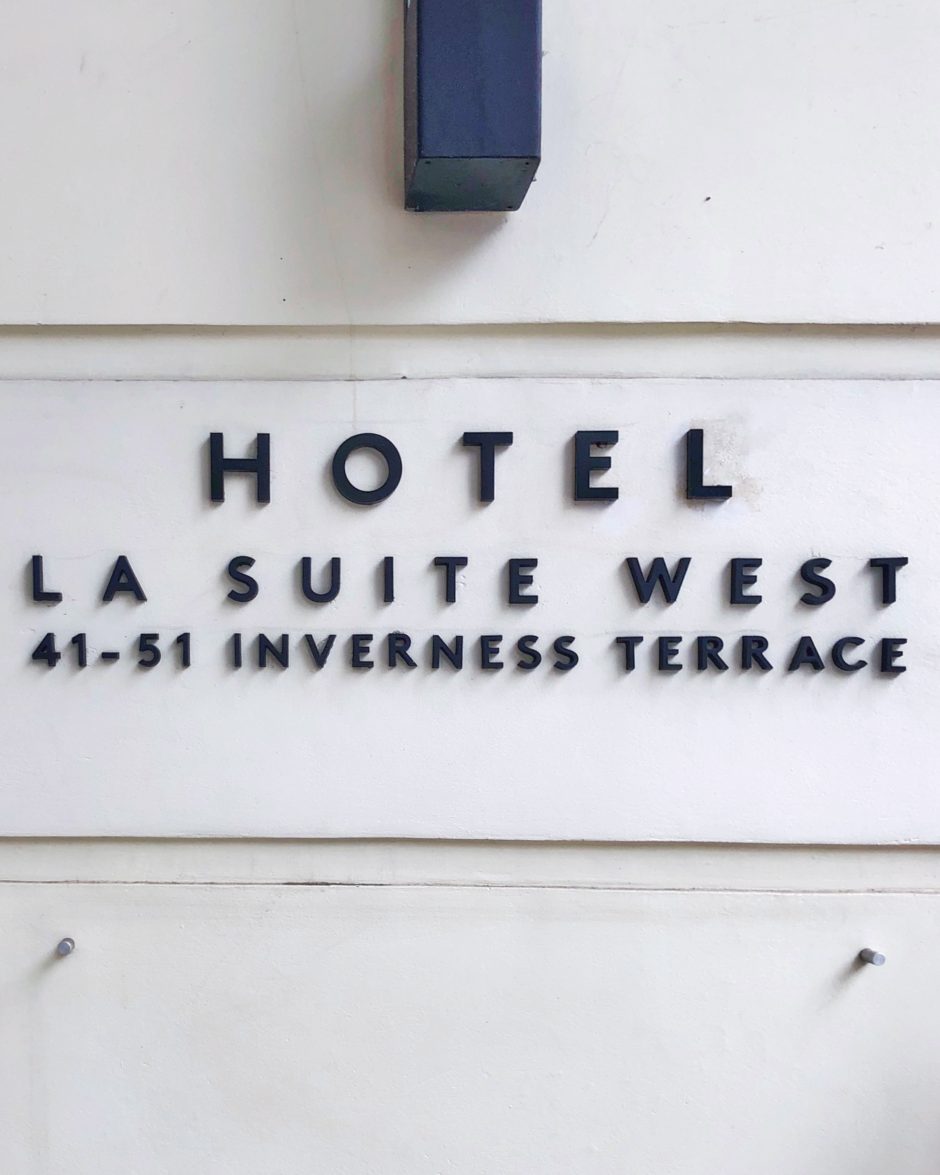 HOTEL
LA SUITE WEST
41-51 INVERNESS TERRACE